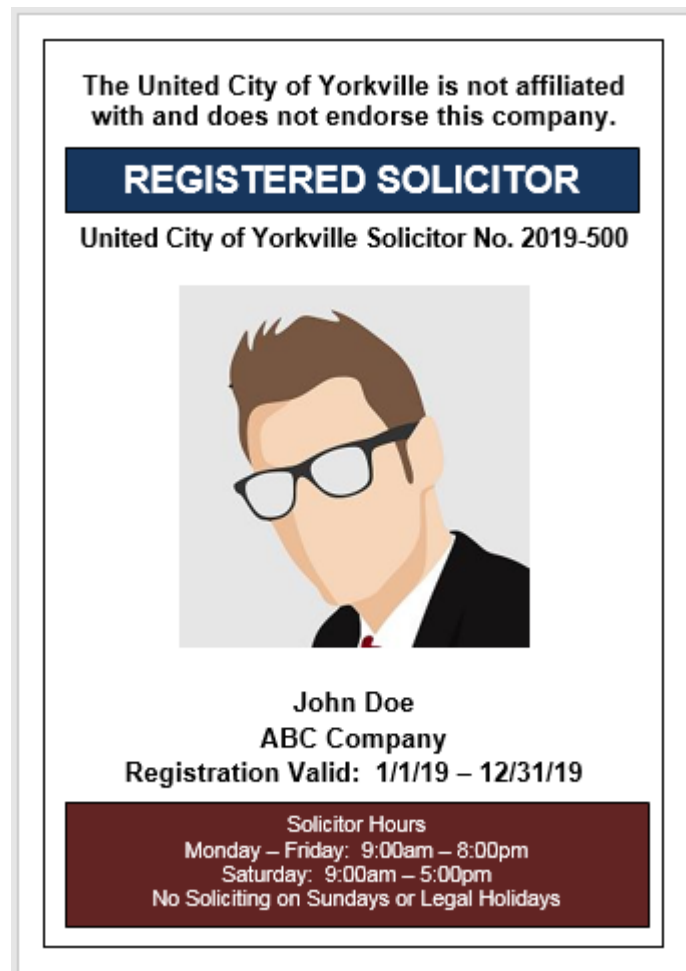 The United City of Yorkville is not affiliated
with and does not endorse this company.
REGISTERED SOLICITOR
United City of Yorkville Solicitor No. 2019-500
John Doe
ABC Company
Registration Valid:  1/1/19 – 12/31/19
Solicitor Hours
Monday – Friday:  9:00am – 8:00pm
Saturday:  9:00am – 5:00pm
No Soliciting on Sundays or Legal Holidays